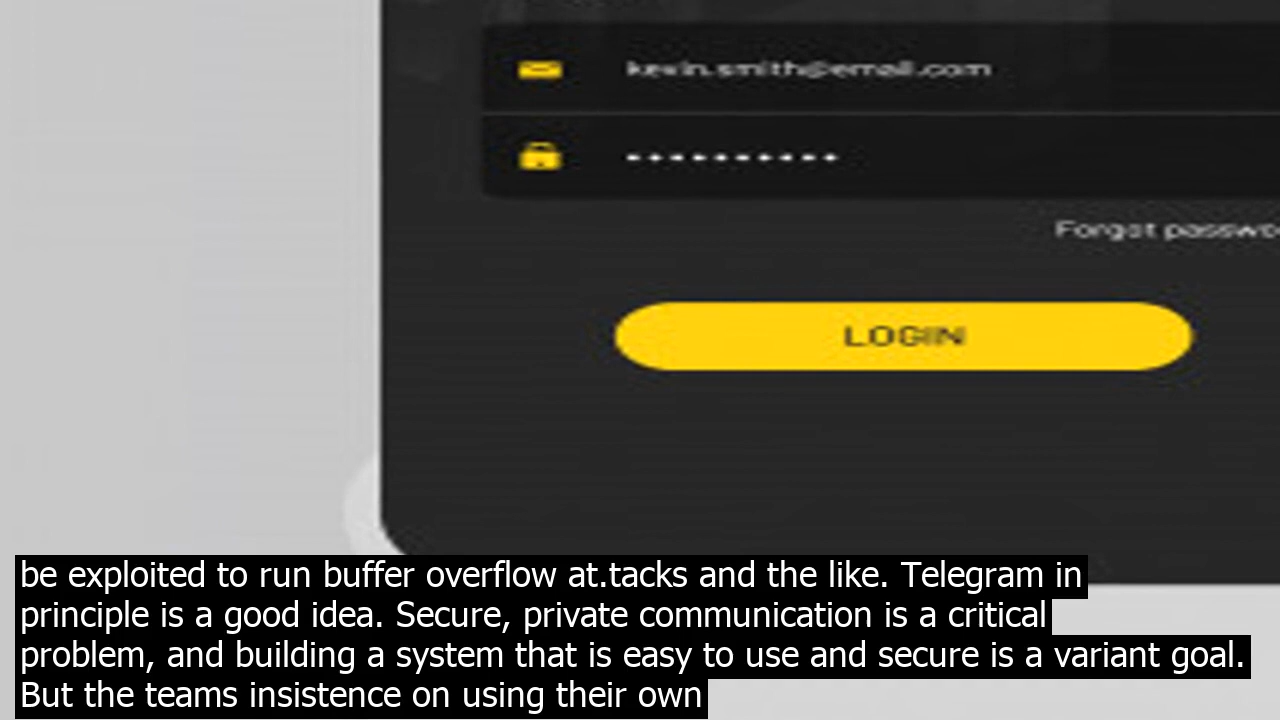 kevin.smith@email.com
Forgot
LOGIN
be exploited to run buffer overflow at.tacks and the like. Telegram in
principle is a good idea. Secure, private communication is a critical
problem, and building a system that is easy to use and secure is a variant goal.
But the teams insistence on using their own